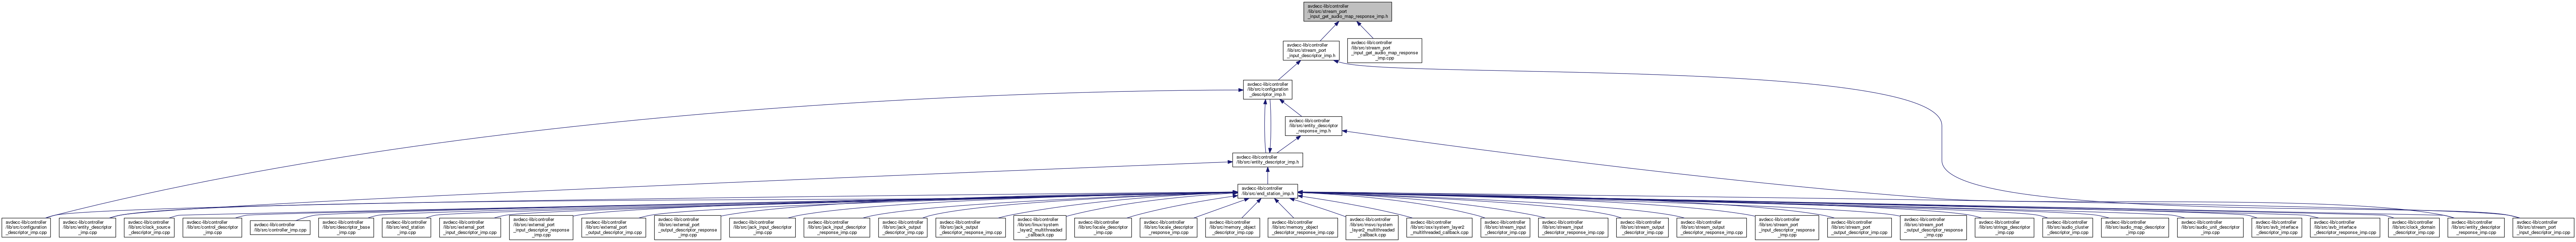 avdecc-lib/controller
/lib/src/stream_port
_input_get_audio_map_response_imp.h
avdecc-lib/controller
/lib/src/stream_port
_input_descriptor_imp.h
avdecc-lib/controller
/lib/src/stream_port
_input_get_audio_map_response
_imp.cpp
avdecc-lib/controller
/lib/src/configuration
_descriptor_imp.h
avdecc-lib/controller
/lib/src/entity_descriptor
_response_imp.h
avdecc-lib/controller
/lib/src/entity_descriptor_imp.h
avdecc-lib/controller
/lib/src/end_station_imp.h
avdecc-lib/controller
/lib/src/configuration
_descriptor_imp.cpp
avdecc-lib/controller
/lib/src/entity_descriptor
_imp.cpp
avdecc-lib/controller
/lib/src/clock_source
_descriptor_imp.cpp
avdecc-lib/controller
/lib/src/control_descriptor
_imp.cpp
avdecc-lib/controller
/lib/src/controller_imp.cpp
avdecc-lib/controller
/lib/src/descriptor_base
_imp.cpp
avdecc-lib/controller
/lib/src/end_station
_imp.cpp
avdecc-lib/controller
/lib/src/external_port
_input_descriptor_imp.cpp
avdecc-lib/controller
/lib/src/external_port
_input_descriptor_response
_imp.cpp
avdecc-lib/controller
/lib/src/external_port
_output_descriptor_imp.cpp
avdecc-lib/controller
/lib/src/external_port
_output_descriptor_response
_imp.cpp
avdecc-lib/controller
/lib/src/jack_input_descriptor
_imp.cpp
avdecc-lib/controller
/lib/src/jack_input_descriptor
_response_imp.cpp
avdecc-lib/controller
/lib/src/jack_output
_descriptor_imp.cpp
avdecc-lib/controller
/lib/src/jack_output
_descriptor_response_imp.cpp
avdecc-lib/controller
/lib/src/linux/system
_layer2_multithreaded
_callback.cpp
avdecc-lib/controller
/lib/src/locale_descriptor
_imp.cpp
avdecc-lib/controller
/lib/src/locale_descriptor
_response_imp.cpp
avdecc-lib/controller
/lib/src/memory_object
_descriptor_imp.cpp
avdecc-lib/controller
/lib/src/memory_object
_descriptor_response_imp.cpp
avdecc-lib/controller
/lib/src/msvc/system
_layer2_multithreaded
_callback.cpp
avdecc-lib/controller
/lib/src/osx/system_layer2
_multithreaded_callback.cpp
avdecc-lib/controller
/lib/src/stream_input
_descriptor_imp.cpp
avdecc-lib/controller
/lib/src/stream_input
_descriptor_response_imp.cpp
avdecc-lib/controller
/lib/src/stream_output
_descriptor_imp.cpp
avdecc-lib/controller
/lib/src/stream_output
_descriptor_response_imp.cpp
avdecc-lib/controller
/lib/src/stream_port
_input_descriptor_response
_imp.cpp
avdecc-lib/controller
/lib/src/stream_port
_output_descriptor_imp.cpp
avdecc-lib/controller
/lib/src/stream_port
_output_descriptor_response
_imp.cpp
avdecc-lib/controller
/lib/src/strings_descriptor
_imp.cpp
avdecc-lib/controller
/lib/src/audio_cluster
_descriptor_imp.cpp
avdecc-lib/controller
/lib/src/audio_map_descriptor
_imp.cpp
avdecc-lib/controller
/lib/src/audio_unit_descriptor
_imp.cpp
avdecc-lib/controller
/lib/src/avb_interface
_descriptor_imp.cpp
avdecc-lib/controller
/lib/src/avb_interface
_descriptor_response_imp.cpp
avdecc-lib/controller
/lib/src/clock_domain
_descriptor_imp.cpp
avdecc-lib/controller
/lib/src/entity_descriptor
_response_imp.cpp
avdecc-lib/controller
/lib/src/stream_port
_input_descriptor_imp.cpp